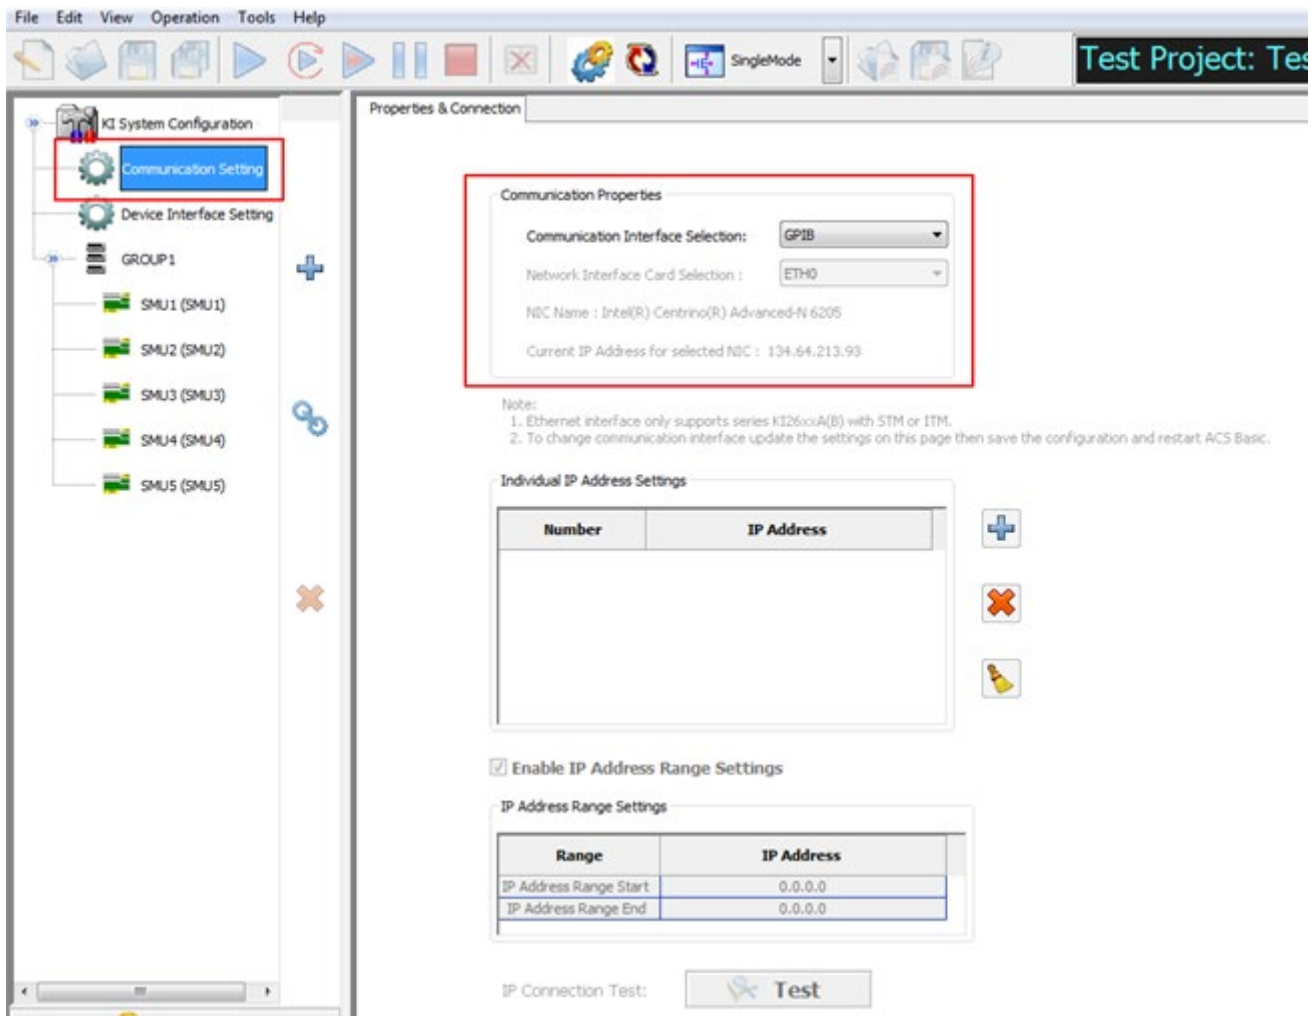 File Edit View Operation Tools Help
SingleMode
Test Project: Tes
KI System Configuration
Communication Setting
Device Interface Setting
GROUP1
SMU1 (SMU1)
SMU2 (SMU2)
SMU3 (SMU3)
SMU4 (SMU4)
SMU5 (SMU5)
Properties & Connection
Communication Properties
Communication Interface Selection: GPIB
Network Interface Card Selection : ETH0
NIC Name : Intel(R) Centrino(R) Advanced-N 6205
Current IP Address for selected NIC : 134.64.213.93
Note:
1. Ethernet interface only supports series KI26xxA(B) with STM or ITM.
2. To change communication interface update the settings on this page then save the configuration and restart ACS Basic.
Individual IP Address Settings
Number IP Address
Enable IP Address Range Settings
IP Address Range Settings
Range IP Address
IP Address Range Start 0.0.0.0
IP Address Range End 0.0.0.0
IP Connection Test: Test